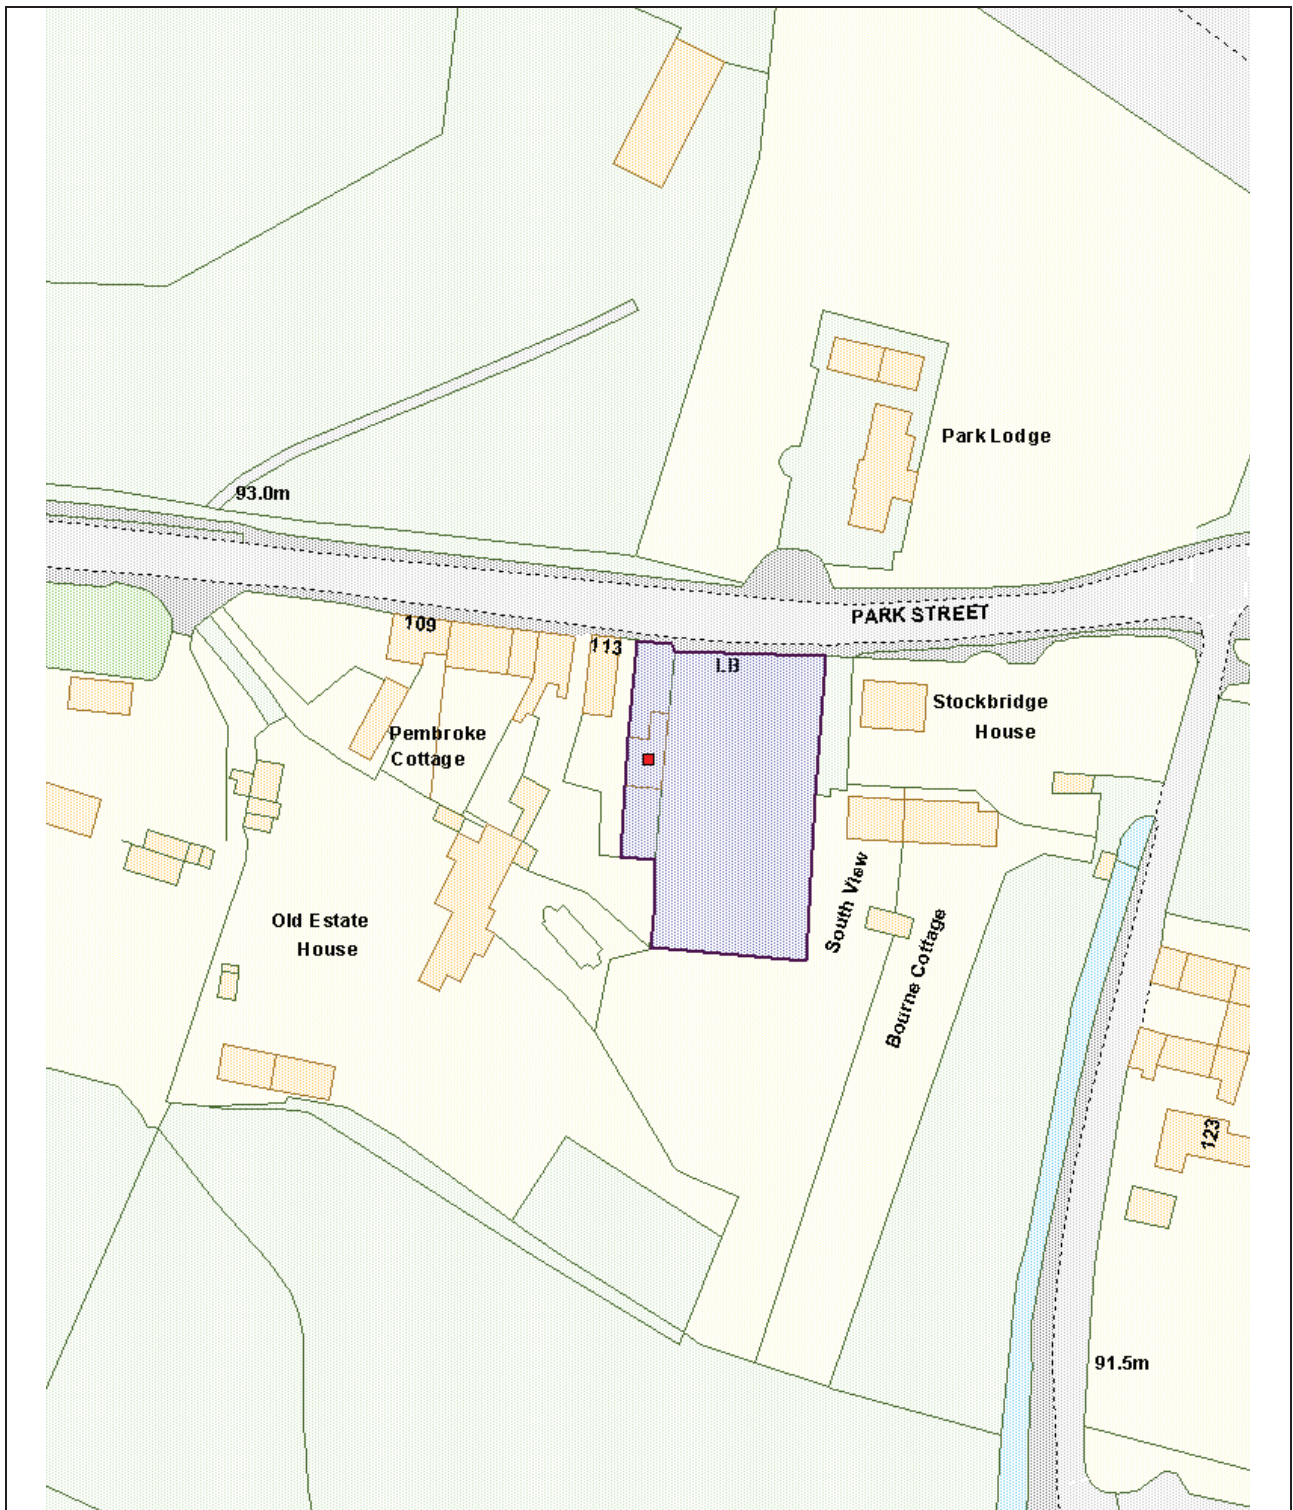 Park Lodge
93.0m
PARK STREET
109
113
LB
Stockbridge
House
Pembroke
Cottage
South View
Bourne Cottage
Old Estate
House
123
91.5m